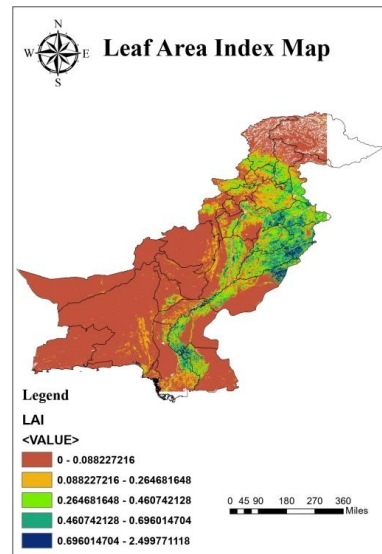 N
W E
S
Leaf Area Index Map
Legend
LAI
<VALUE>
0 - 0.088227216
0.088227216 - 0.264681648
0.264681648 - 0.460742128
0.460742128 - 0.696014704
0.696014704 - 2.499771118
0 45 90 180 270 360
Miles